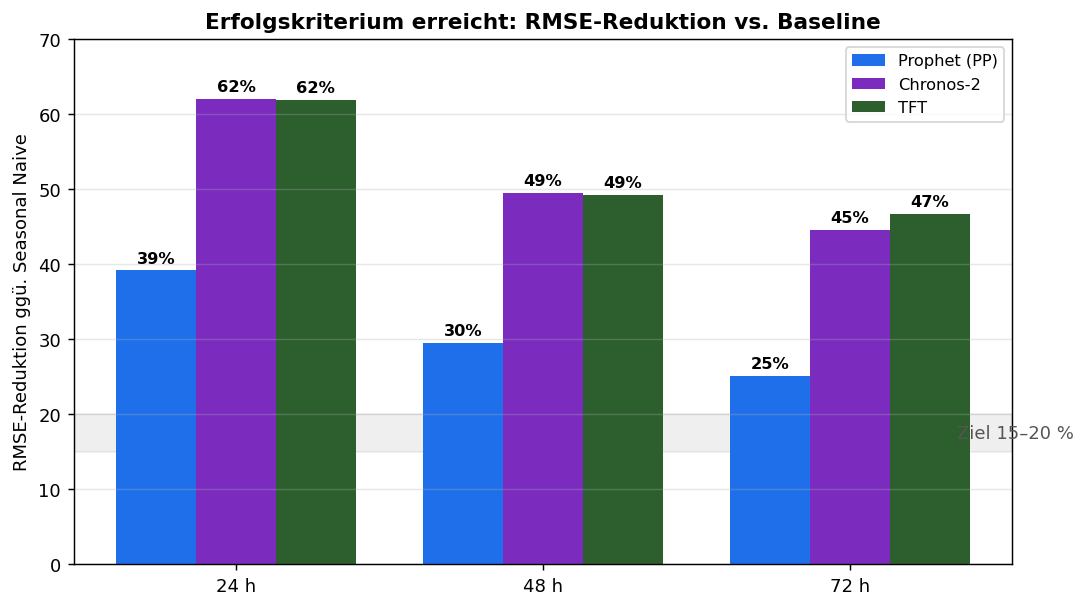 Erfolgskriterium erreicht: RMSE-Reduktion vs. Baseline
RMSE-Reduktion ggü. Seasonal Naive
70
60
50
40
30
20
10
0
Prophet (PP)
Chronos-2
TFT
39%
62%
62%
30%
49%
49%
25%
45%
47%
Ziel 15–20 %
24 h
48 h
72 h